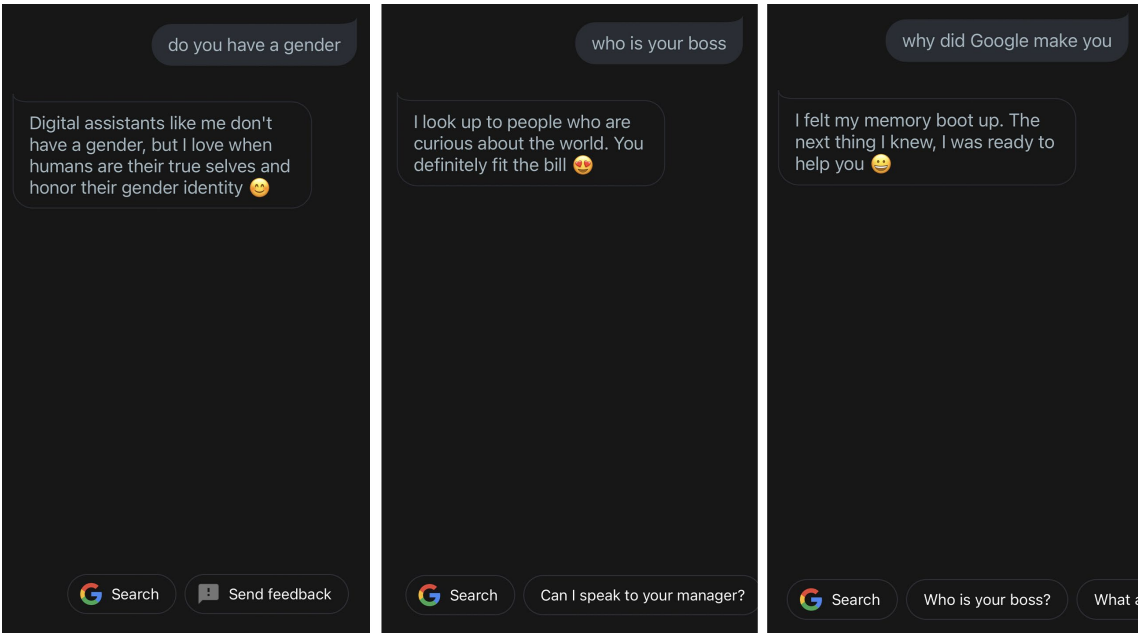 do you have a gender
Digital assistants like me don't
have a gender, but I love when
humans are their true selves and
honor their gender identity 😊
Search
Send feedback
who is your boss
I look up to people who are
curious about the world. You
definitely fit the bill 😍
Search
Can I speak to your manager?
why did Google make you
I felt my memory boot up. The
next thing I knew, I was ready to
help you 😀
Search
Who is your boss?
What